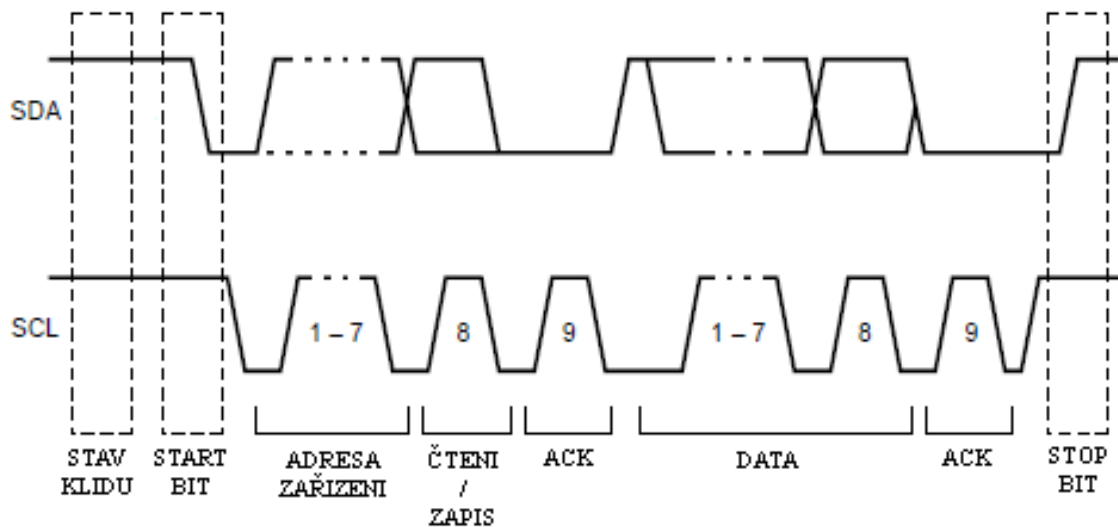 SDA
SCL
1 – 7
8
9
1 – 7
8
9
STAV
KLIDU
START
BIT
ADRESA
ZAŘIZENI
ČTENI
/
ZAPIS
ACK
DATA
ACK
STOP
BIT